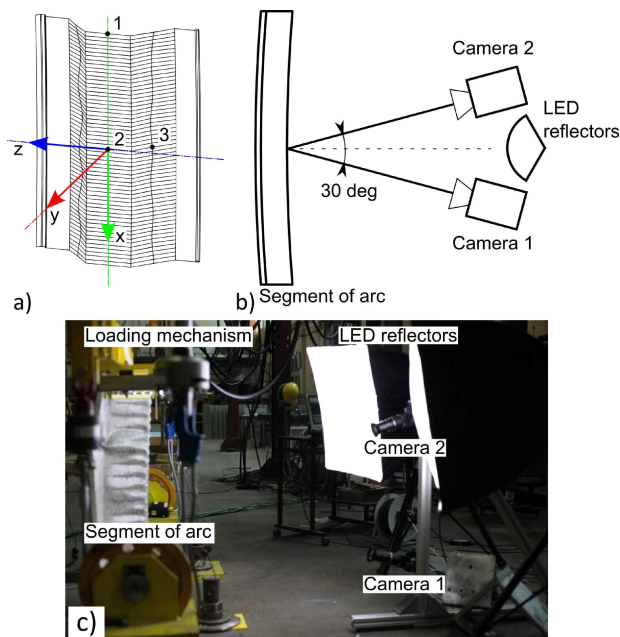 a)
1
2
3
z
y
x
b)
Camera 2
LED
reflectors
30 deg
Camera 1
Segment of arc
c)
Loading mechanism
LED reflectors
Camera 2
Segment of arc
Camera 1